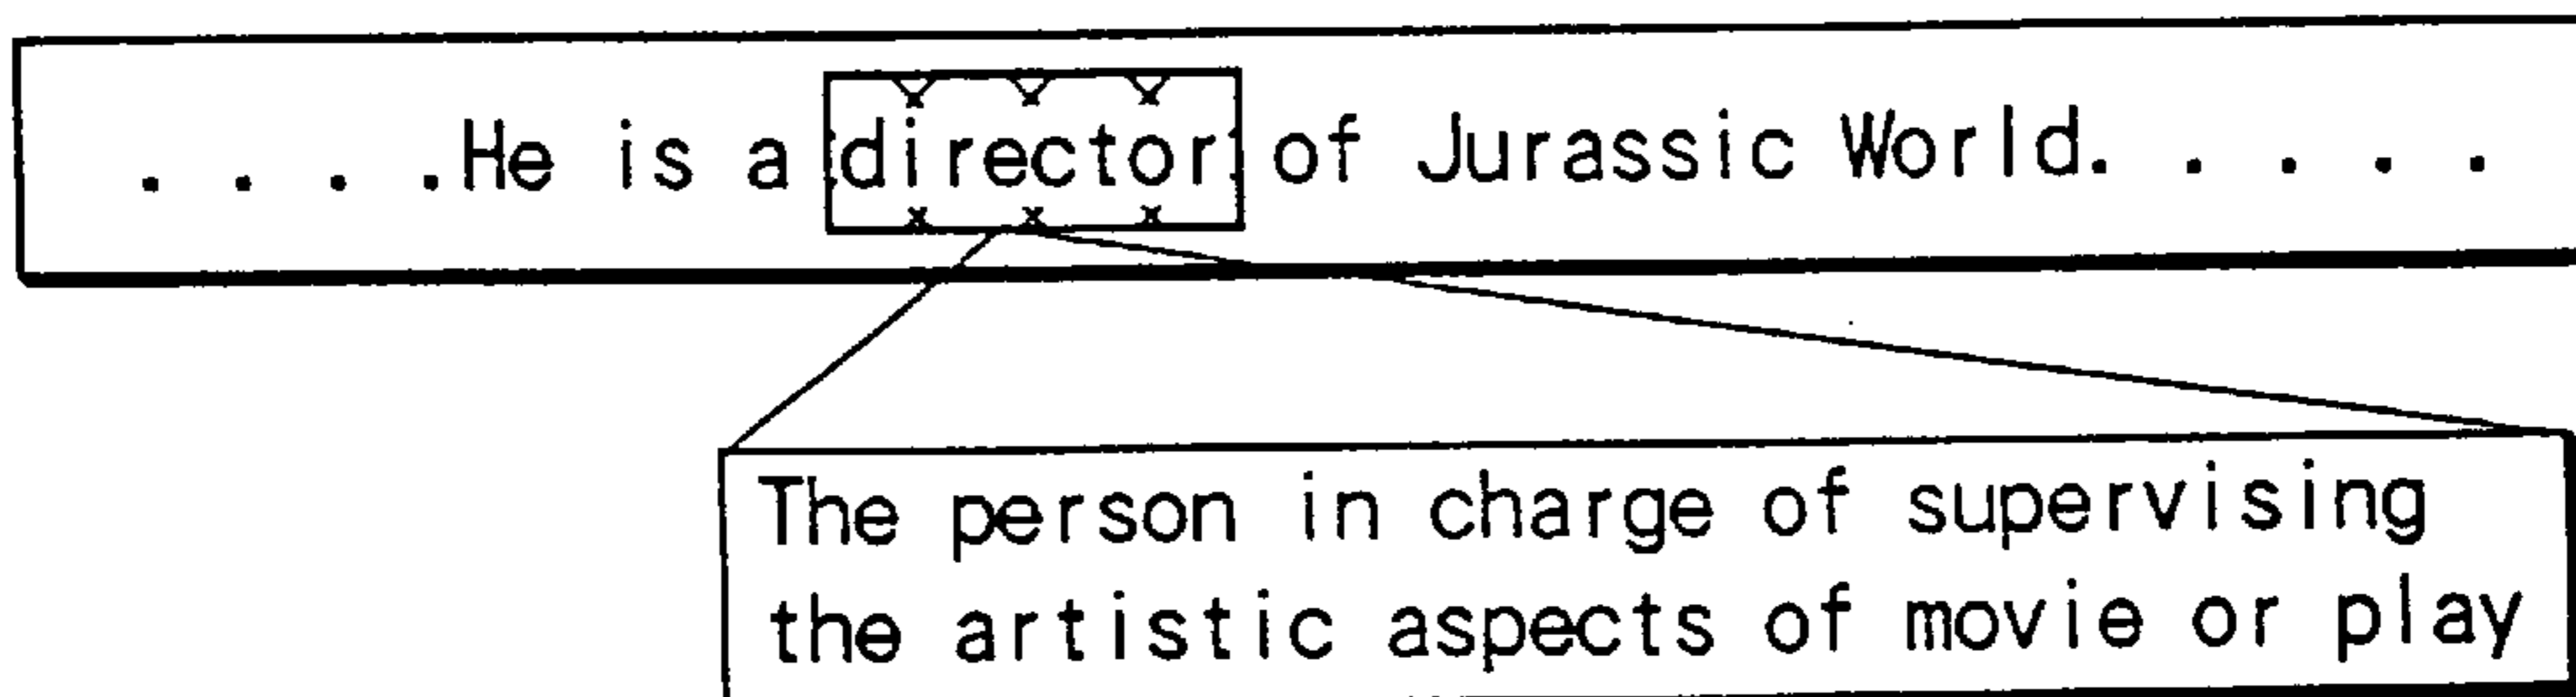 . . . .He is a director of Jurassic World. . . . .
The person in charge of supervising
the artistic aspects of movie or play